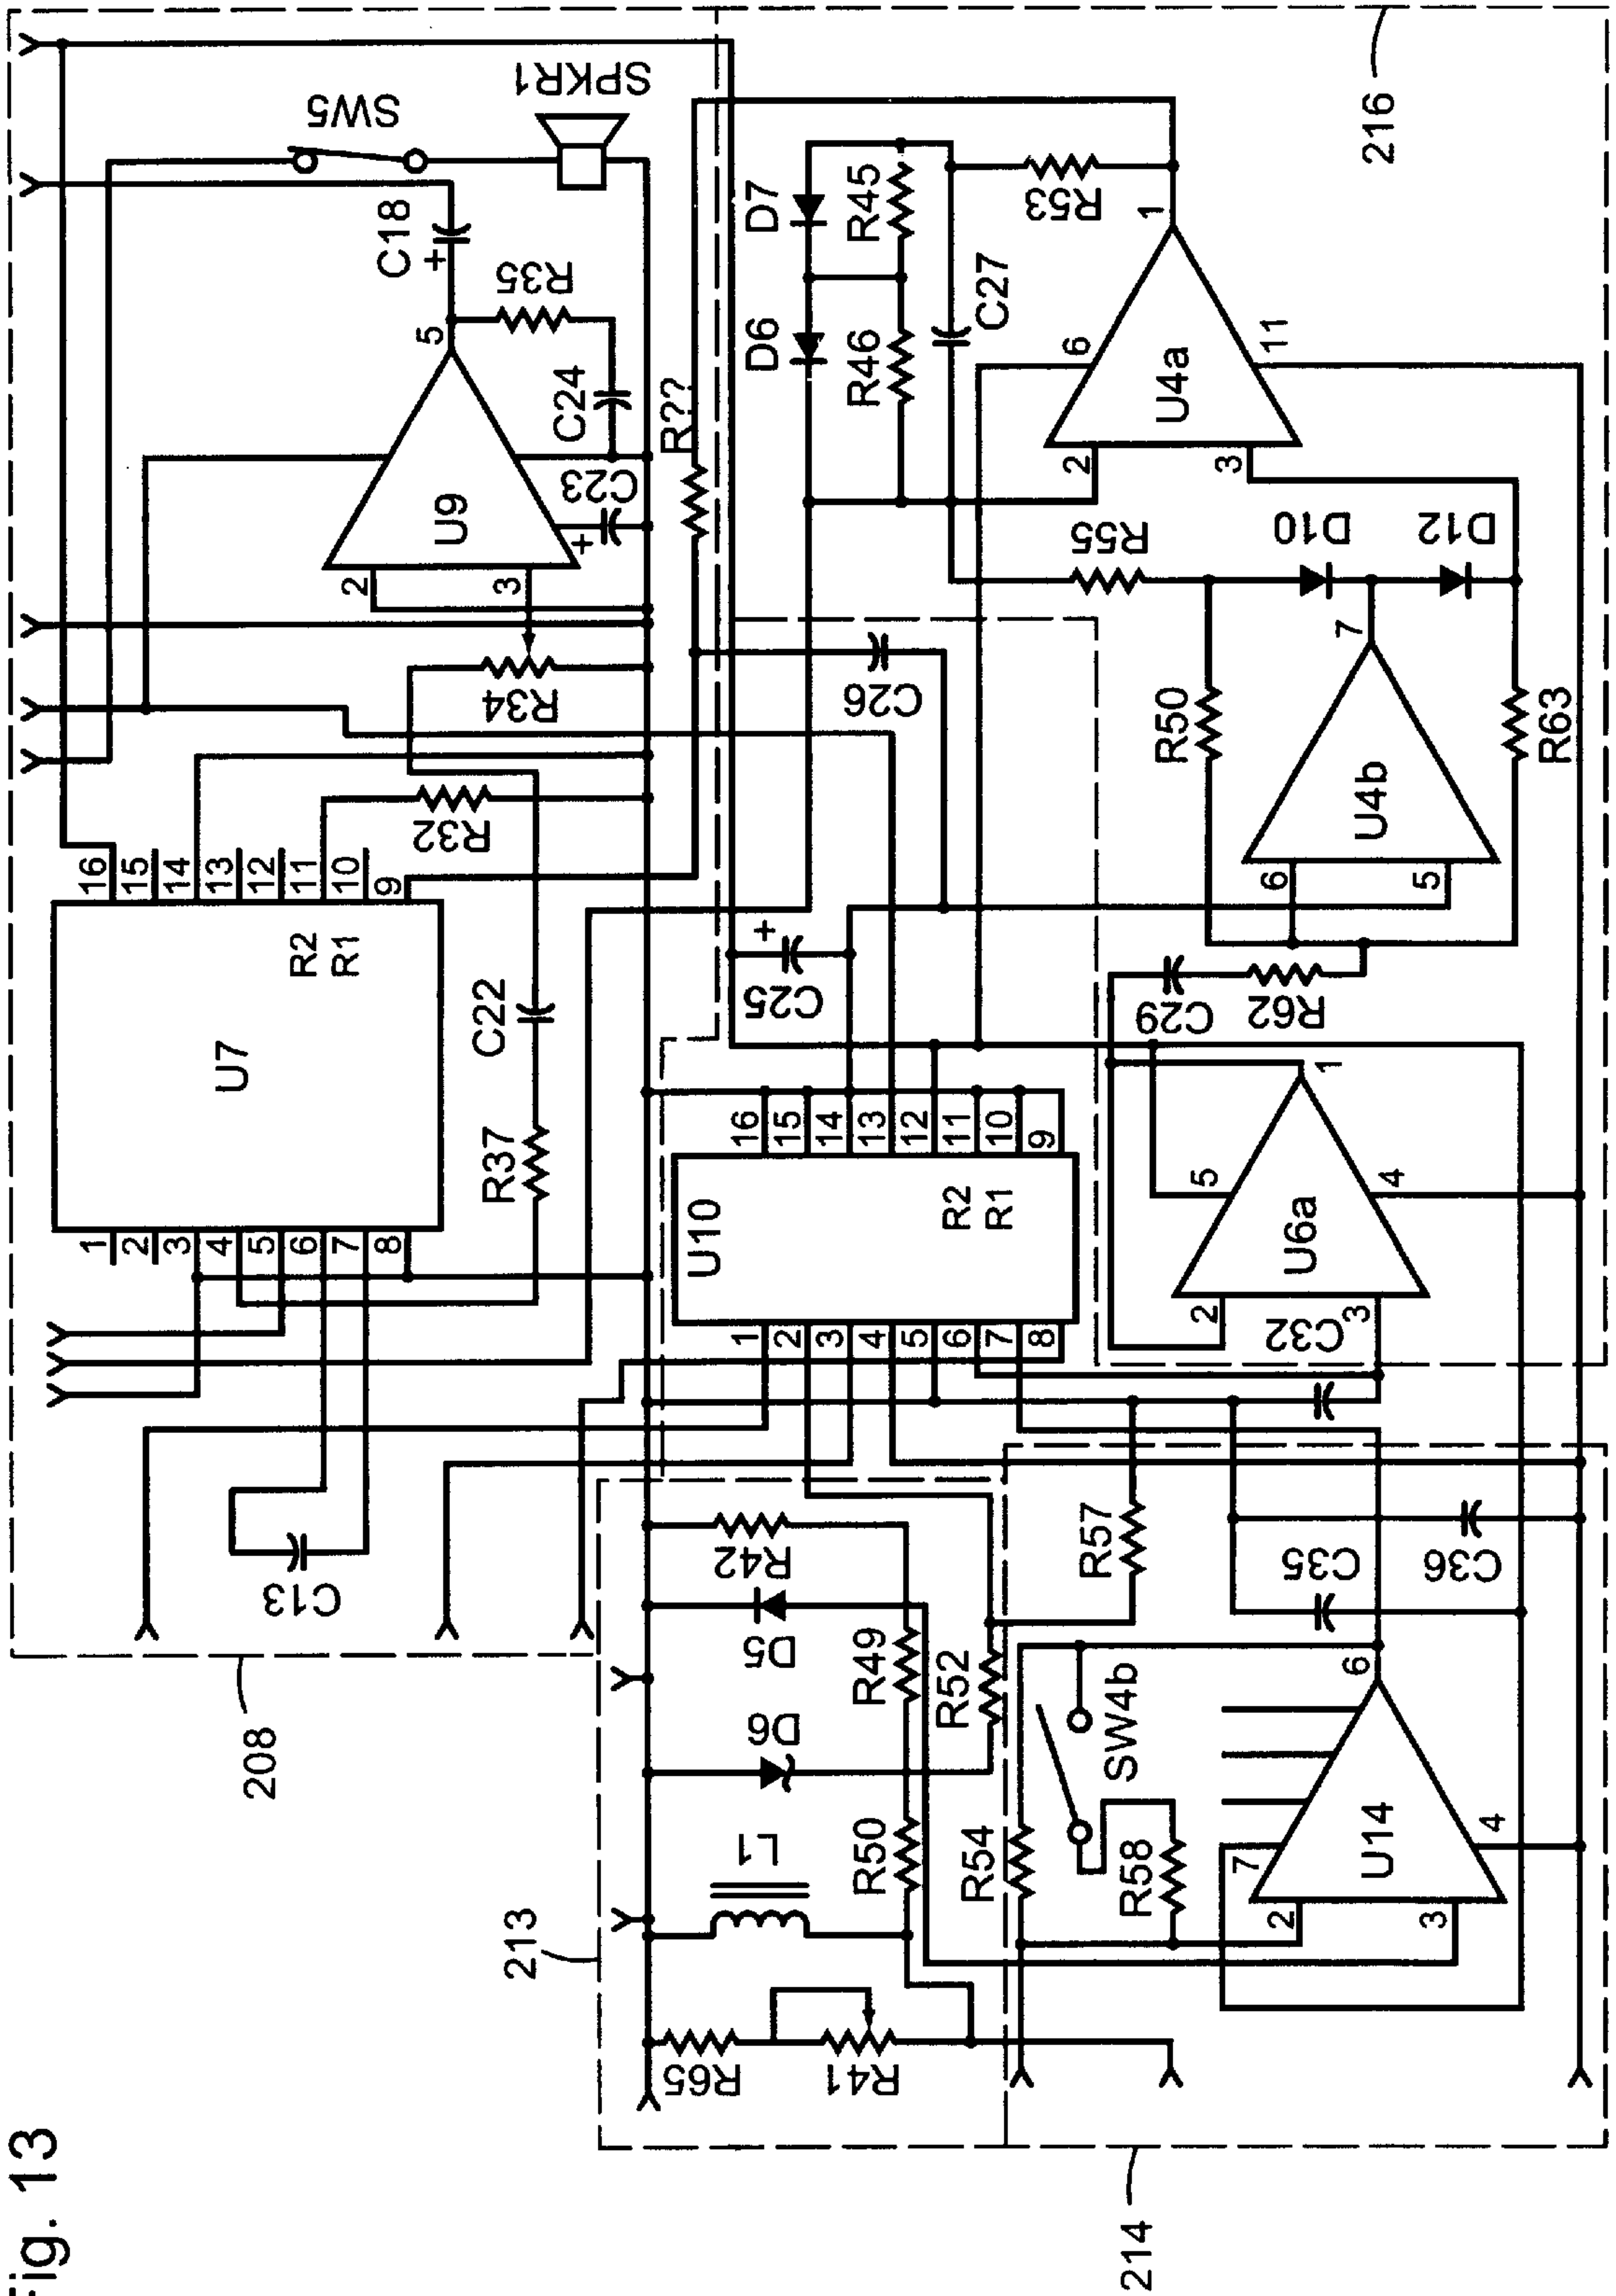 Fig. 13
208
213
214
216
U7
1
2
3
4
5
6
7
8
16
15
14
13
12
11
10
9
R2
R1
C13
R37
C22
R32
R34
U9
2
3
5
C23
C24
R35
C18
+
+
SW5
SPKR1
R??
U10
1
2
3
4
5
6
7
8
16
15
14
13
12
11
10
9
R2
R1
C25
+
C26
D7
D6
R45
R46
C27
R53
U4a
1
2
3
6
11
R55
D10
D12
R50
R63
U4b
5
6
7
C29
R62
U6a
1
2
3
4
5
C32
R42
D5
D6
L1
R49
R50
R52
R65
R41
R54
R57
R58
SW4b
C35
C36
U14
2
3
4
6
7